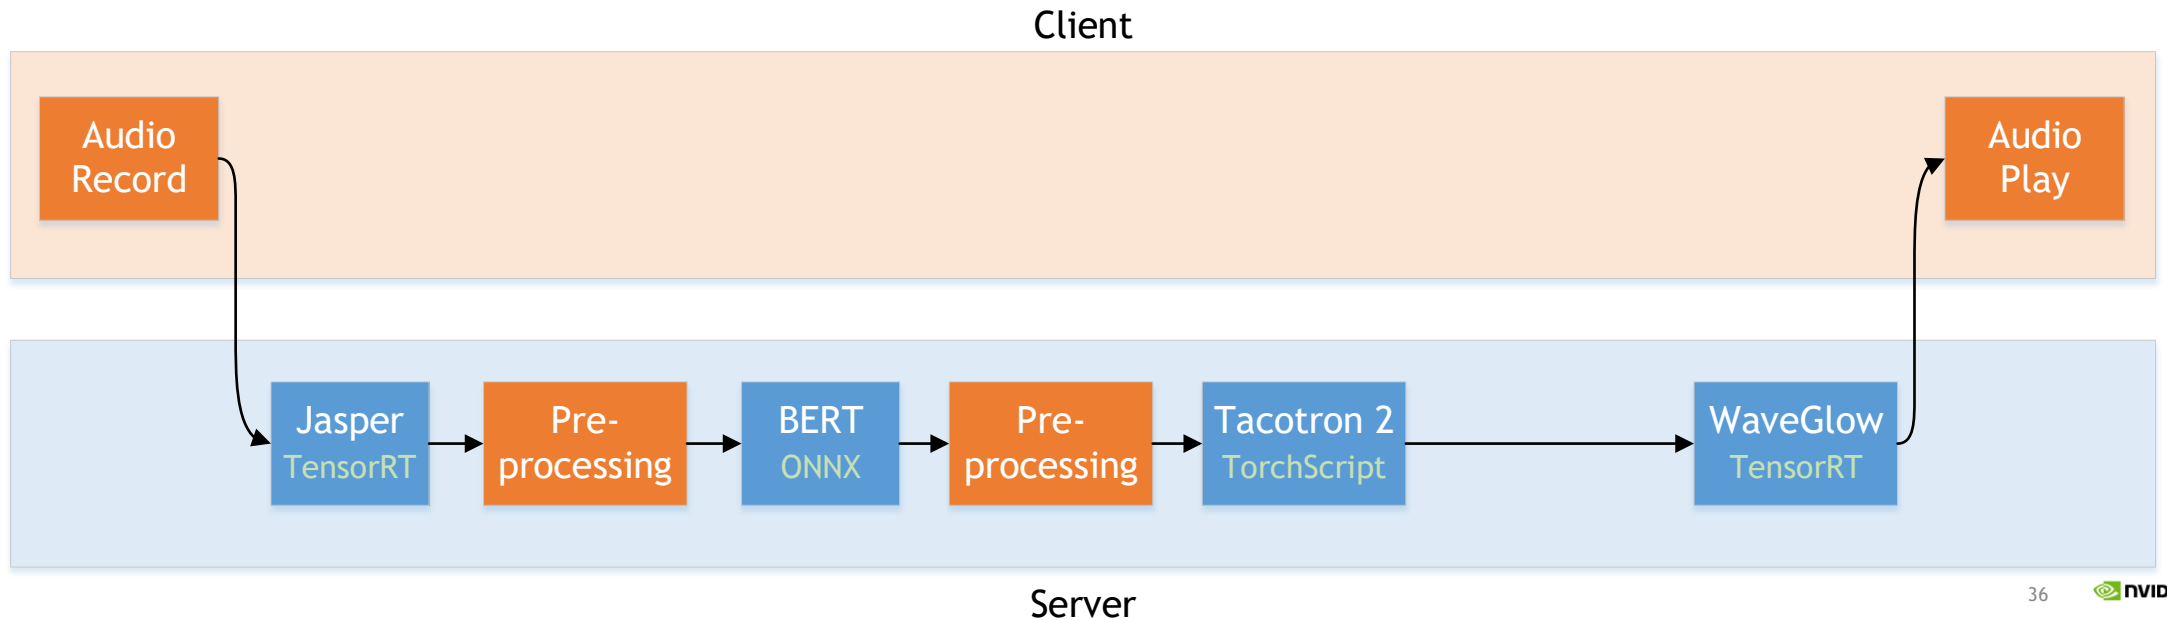 Client
Audio
Record
Audio
Play
Jasper
TensorRT
Pre-
processing
BERT
ONNX
Pre-
processing
Tacotron 2
TorchScript
WaveGlow
TensorRT
Server
36
NVID